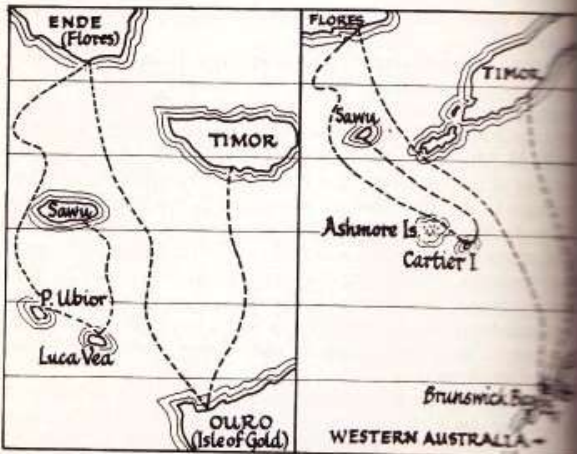 ENDE
(Flores)
TIMOR
Sawu
P. Ubior
Luca Vea
OURO
(Isle of Gold)
FLORES
TIMOR
Sawu
Ashmore Is
Cartier I
Brunswick Bay
WESTERN AUSTRALIA